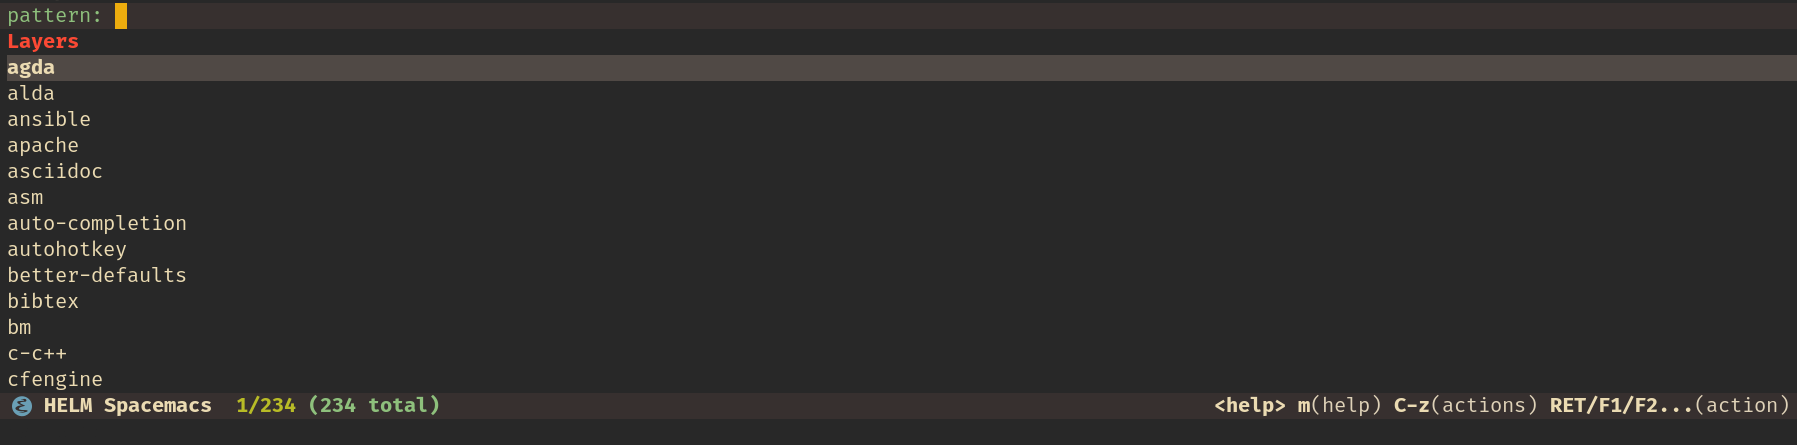 pattern:
Layers
agda
alda
ansible
apache
asciidoc
asm
auto-completion
autohotkey
better-defaults
bibtex
bm
c-c++
cfengine
HELM Spacemacs 1/234 (234 total) <help> m(help) C-z(actions) RET/F1/F2...(action)